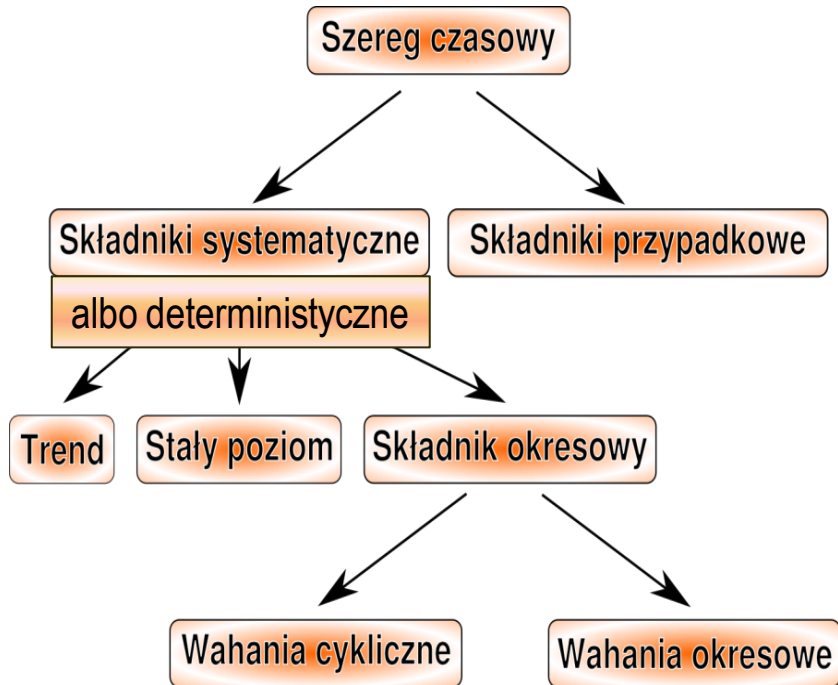 Szereg czasowy
Składniki systematyczne
Składniki przypadkowe
albo deterministyczne
Trend
Stały poziom
Składnik okresowy
Wahania cykliczne
Wahania okresowe